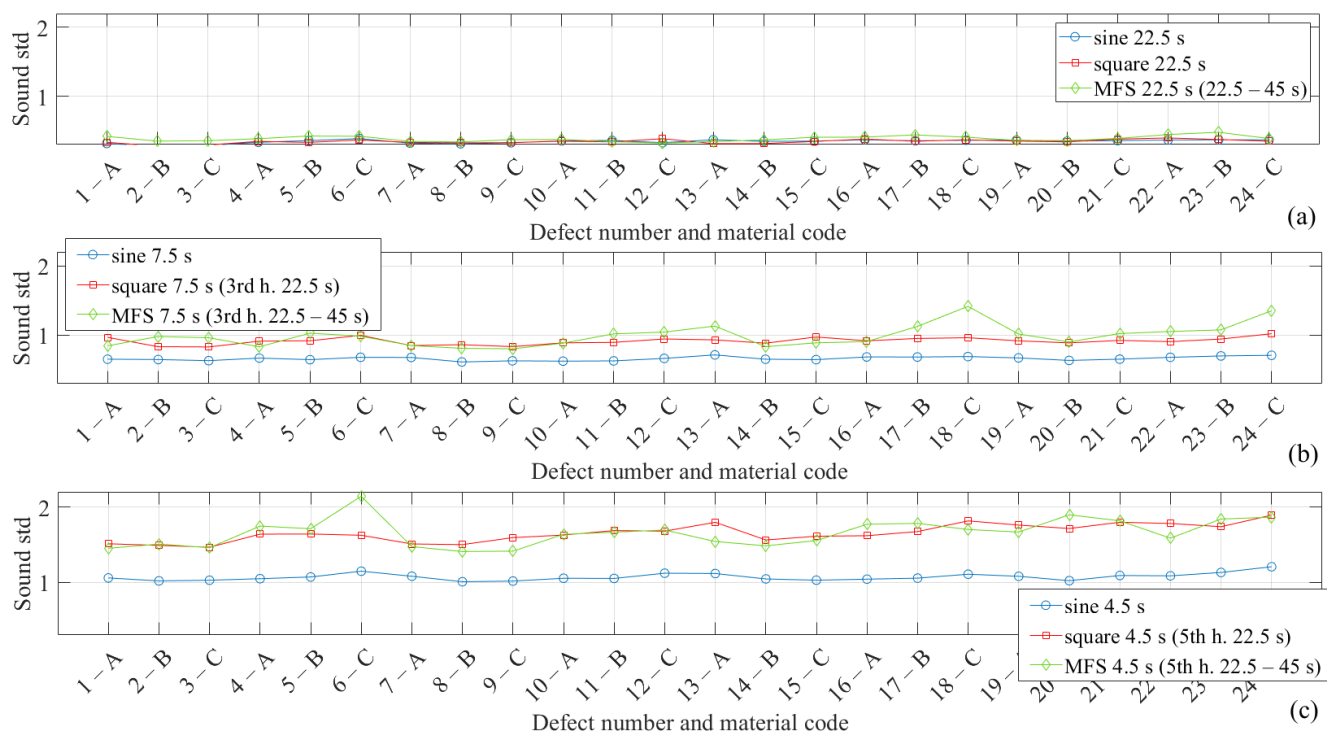 2
1
Sound std
sine 22.5 s
square 22.5 s
MFS 22.5 s (22.5 – 45 s)
1 – A 2 – B 3 – C 4 – A 5 – B 6 – C 7 – A 8 – B 9 – C 10 – A 11 – B 12 – C 13 – A 14 – B 15 – C 16 – A 17 – B 18 – C 19 – A 20 – B 21 – C 22 – A 23 – B 24 – C
Defect number and material code
(a)
sine 7.5 s
square 7.5 s (3rd h. 22.5 s)
MFS 7.5 s (3rd h. 22.5 – 45 s)
2
1
Sound std
1 – A 2 – B 3 – C 4 – A 5 – B 6 – C 7 – A 8 – B 9 – C 10 – A 11 – B 12 – C 13 – A 14 – B 15 – C 16 – A 17 – B 18 – C 19 – A 20 – B 21 – C 22 – A 23 – B 24 – C
Defect number and material code
(b)
2
1
Sound std
sine 4.5 s
square 4.5 s (5th h. 22.5 s)
MFS 4.5 s (5th h. 22.5 – 45 s)
1 – A 2 – B 3 – C 4 – A 5 – B 6 – C 7 – A 8 – B 9 – C 10 – A 11 – B 12 – C 13 – A 14 – B 15 – C 16 – A 17 – B 18 – C 19 – 20 21 22 23 24
Defect number and material code
(c)